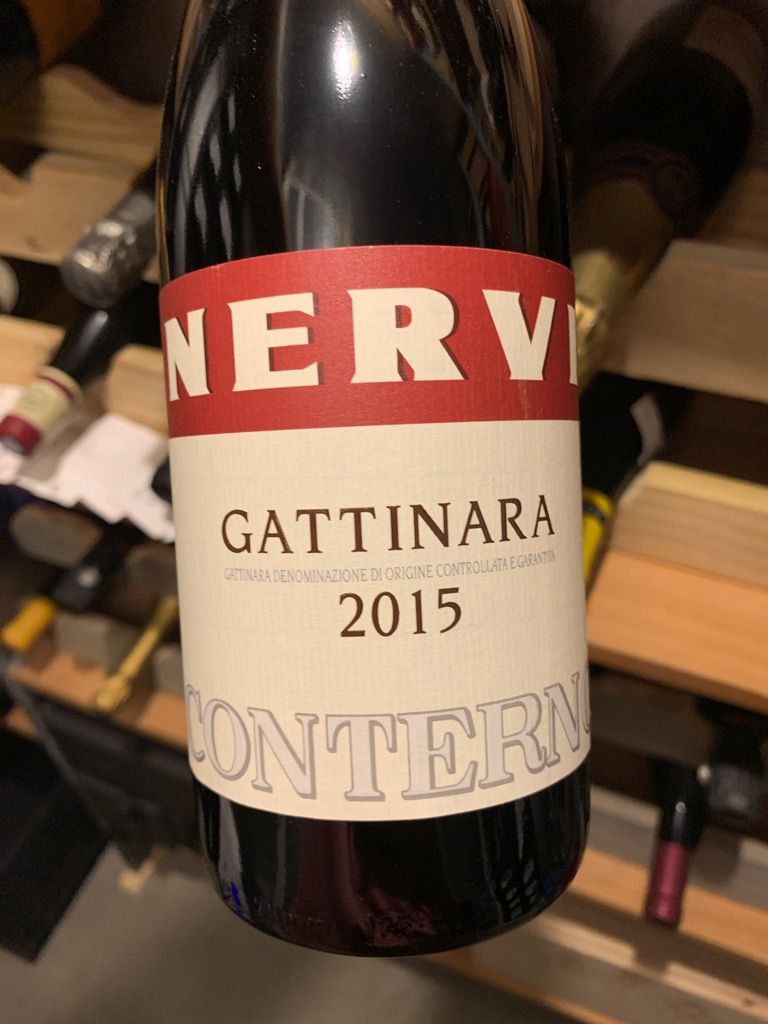 NERVI
GATTINARA
GATTINARA DENOMINAZIONE DI ORIGINE CONTROLLATA E GARANTITA
2015
CONTERNO